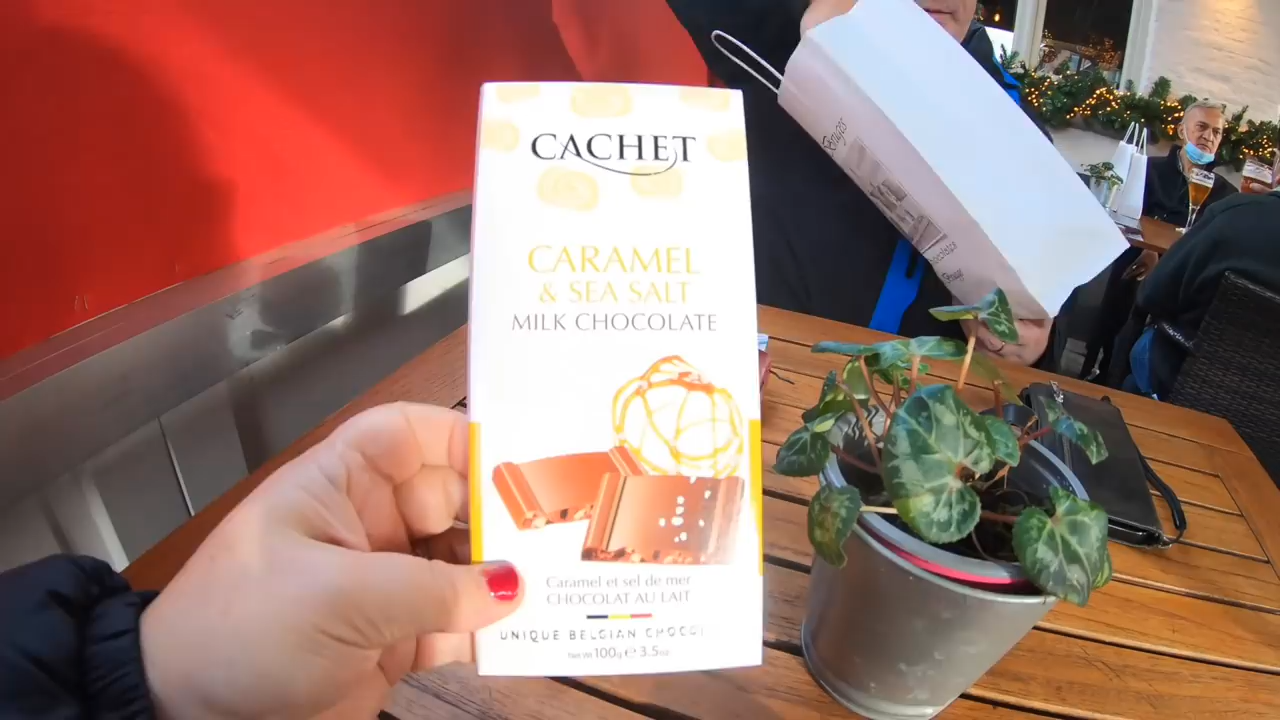 CACHET
CARAMEL
& SEA SALT
MILK CHOCOLATE
Caramel et sel de mer
CHOCOLAT AU LAIT
UNIQUE BELGIAN
Net Wt 100g ℮ 3.5oz
Bruges